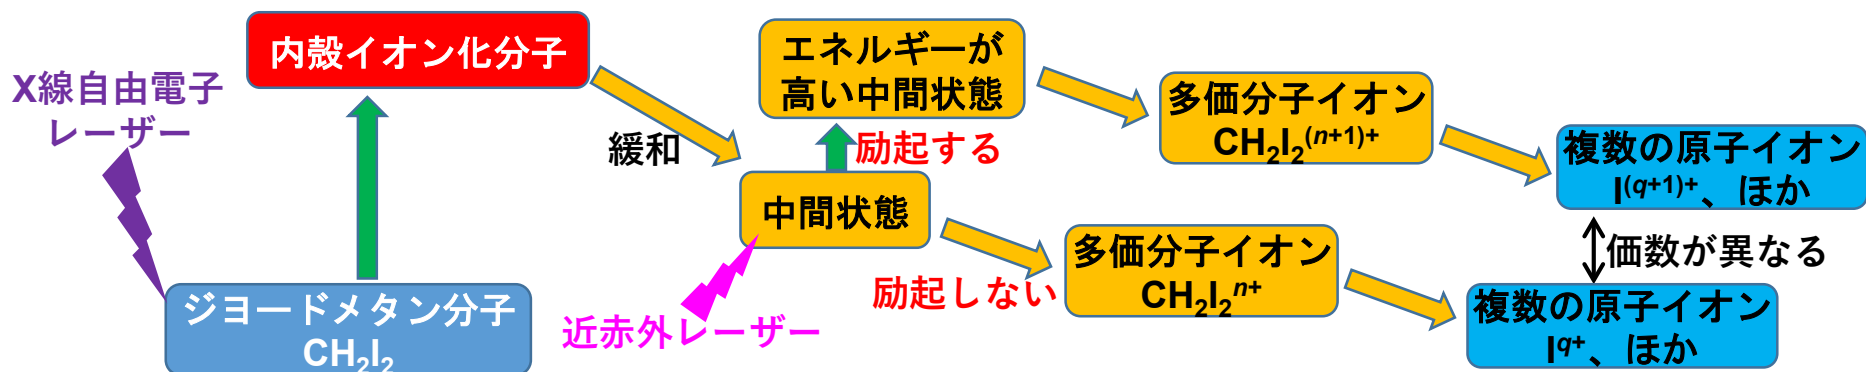 X線自由電子
レーザー
内殻イオン化分子
ジヨードメタン分子
CH₂I₂
緩和
中間状態
近赤外レーザー
励起する
エネルギーが
高い中間状態
励起しない
多価分子イオン
CH₂I₂⁽ⁿ⁺¹⁾⁺
多価分子イオン
CH₂I₂ⁿ⁺
複数の原子イオン
I^(q+1)+、ほか
価数が異なる
複数の原子イオン
I^q+、ほか